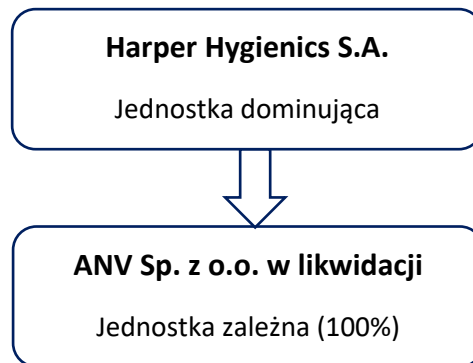 Harper Hygienics S.A.
Jednostka dominująca
ANV Sp. z o.o. w likwidacji
Jednostka zależna (100%)